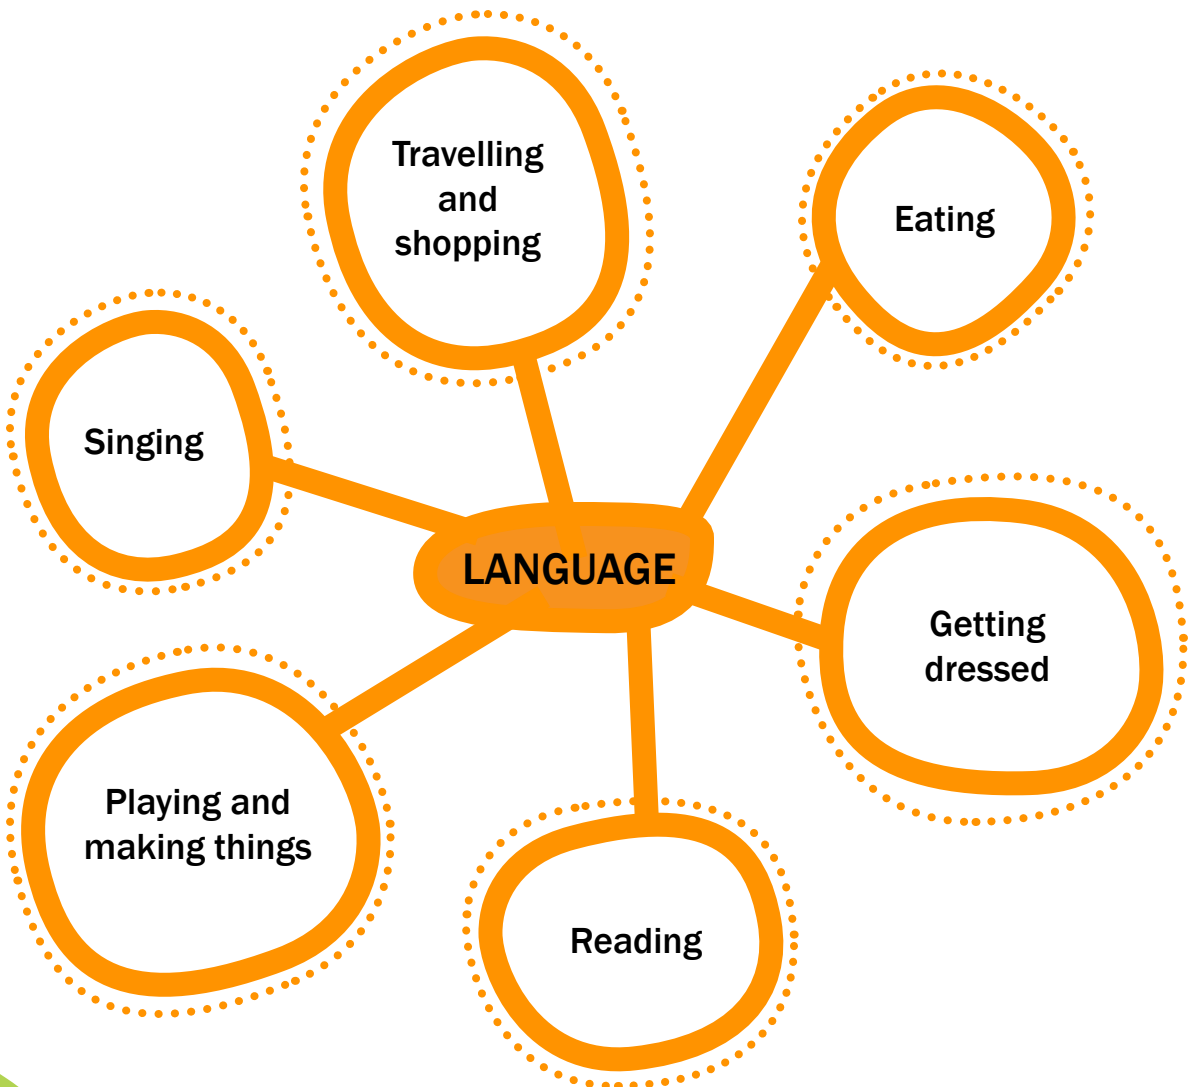 Travelling
and
shopping
Eating
Singing
LANGUAGE
Getting
dressed
Playing and
making things
Reading